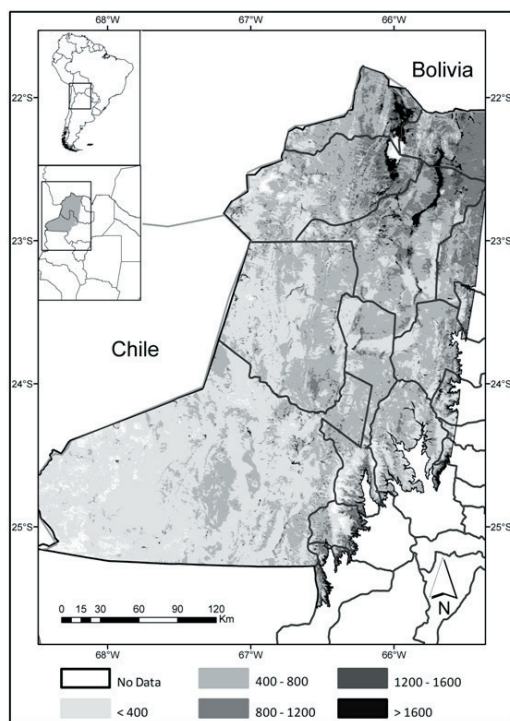 68°W 67°W 66°W
Bolivia
22°S 22°S
23°S 23°S
Chile
24°S 24°S
25°S 25°S
N
0 15 30 60 90 120
Km
68°W 67°W 66°W
No Data 400 - 800 1200 - 1600
< 400 800 - 1200 > 1600